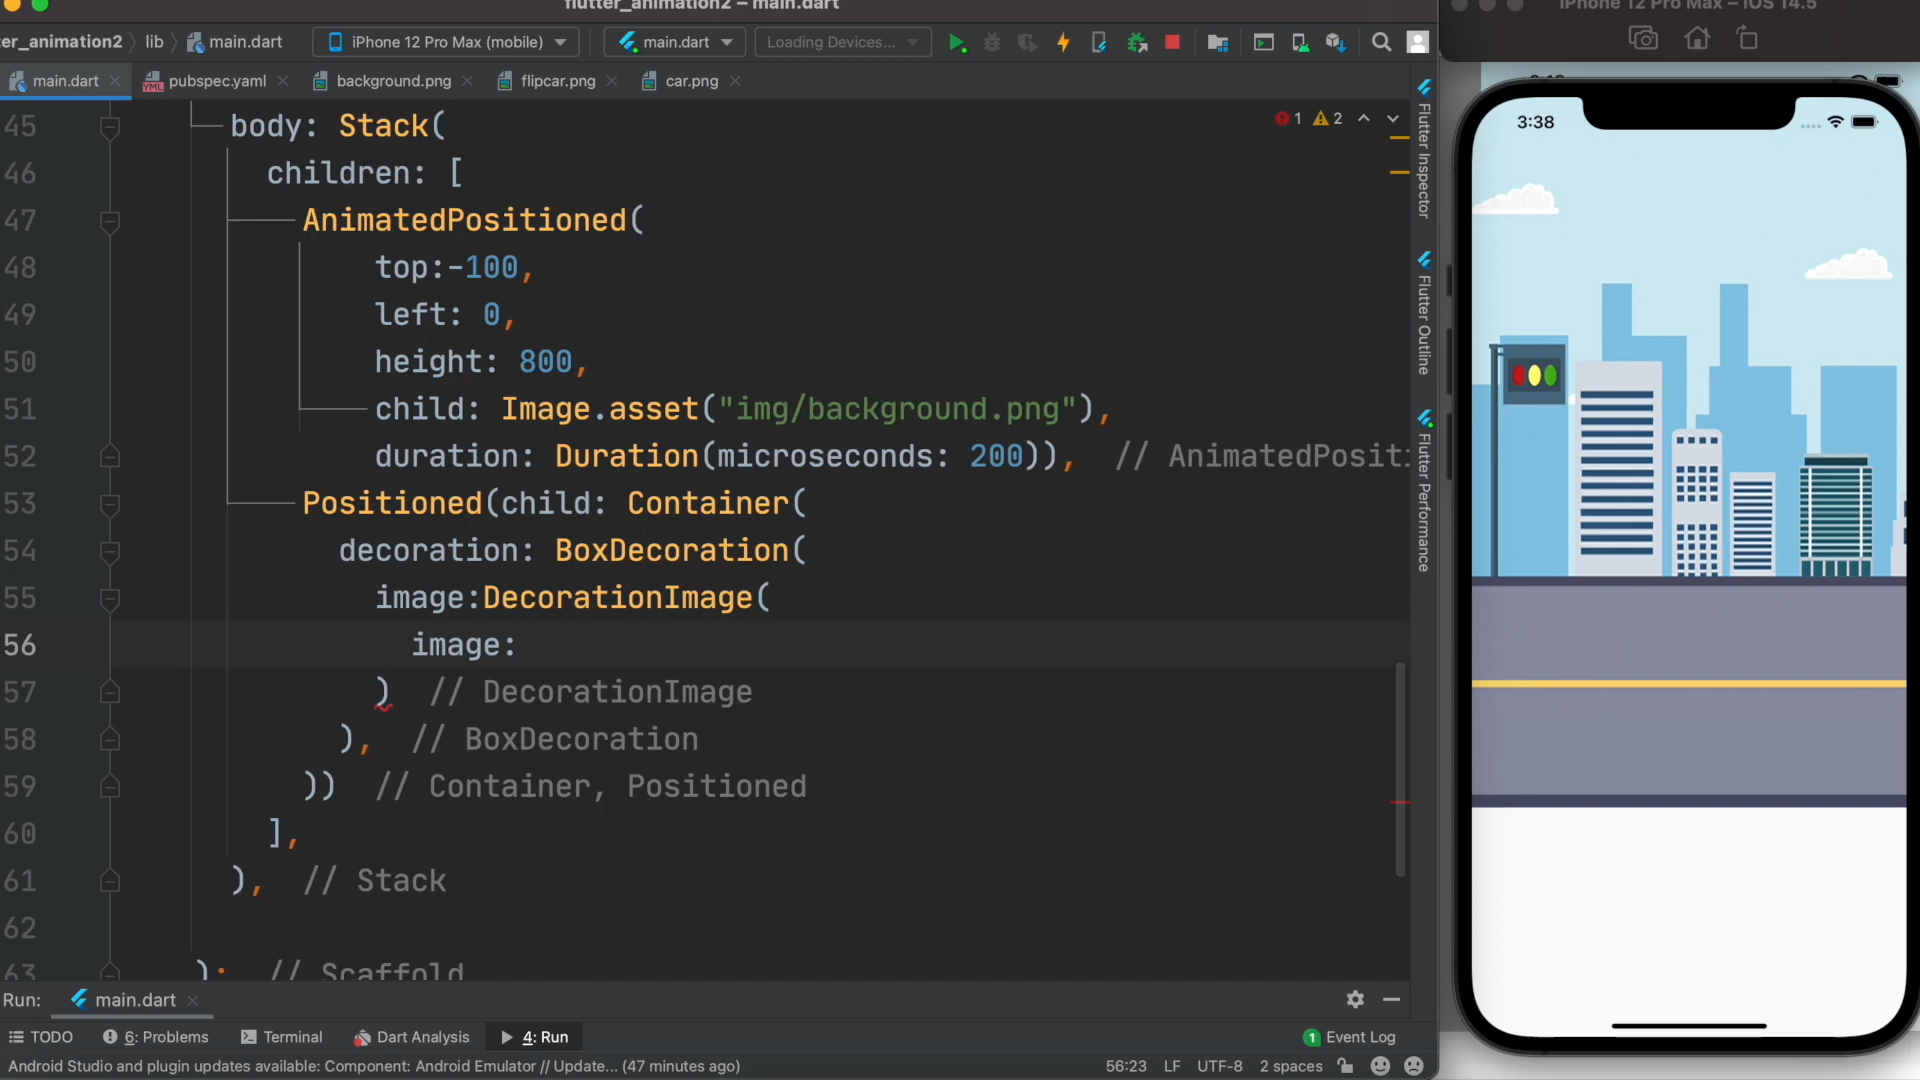 flutter_animation2 – main.dart
iPhone 12 Pro Max – iOS 14.5
er_animation2 lib main.dart
iPhone 12 Pro Max (mobile)
main.dart
Loading Devices...
main.dart
pubspec.yaml
background.png
flipcar.png
car.png
45 body: Stack(
1 2
46 children: [
47 AnimatedPositioned(
48 top:-100,
49 left: 0,
50 height: 800,
51 child: Image.asset("img/background.png"),
52 duration: Duration(microseconds: 200)), // AnimatedPositi
53 Positioned(child: Container(
54 decoration: BoxDecoration(
55 image:DecorationImage(
56 image:
57 ) // DecorationImage
58 ), // BoxDecoration
59 )) // Container, Positioned
60 ],
61 ), // Stack
62
63 ); // Scaffold
Flutter Inspector
Flutter Outline
Flutter Performance
3:38
Run: main.dart
TODO
6: Problems
Terminal
Dart Analysis
4: Run
1 Event Log
Android Studio and plugin updates available: Component: Android Emulator // Update... (47 minutes ago)
56:23 LF UTF-8 2 spaces